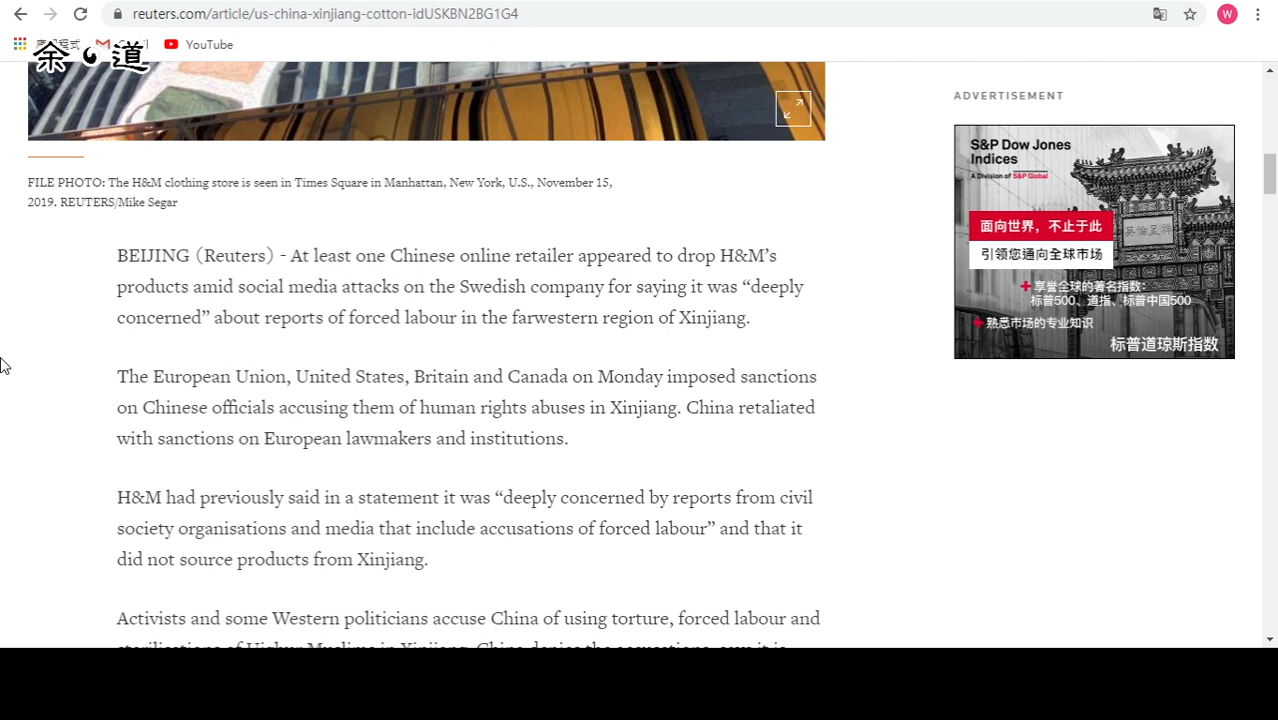 reuters.com/article/us-china-xinjiang-cotton-idUSKBN2BG1G4
W
YouTube
余 道
ADVERTISEMENT
S&P Dow Jones
Indices
A Division of S&P Global
面向世界，不止于此
引领您通向全球市场
享誉全球的著名指数：
标普500、道指、标普中国500
熟悉市场的专业知识
标普道琼斯指数
FILE PHOTO: The H&M clothing store is seen in Times Square in Manhattan, New York, U.S., November 15,
2019. REUTERS/Mike Segar
BEIJING (Reuters) - At least one Chinese online retailer appeared to drop H&M’s
products amid social media attacks on the Swedish company for saying it was “deeply
concerned” about reports of forced labour in the farwestern region of Xinjiang.
The European Union, United States, Britain and Canada on Monday imposed sanctions
on Chinese officials accusing them of human rights abuses in Xinjiang. China retaliated
with sanctions on European lawmakers and institutions.
H&M had previously said in a statement it was “deeply concerned by reports from civil
society organisations and media that include accusations of forced labour” and that it
did not source products from Xinjiang.
Activists and some Western politicians accuse China of using torture, forced labour and